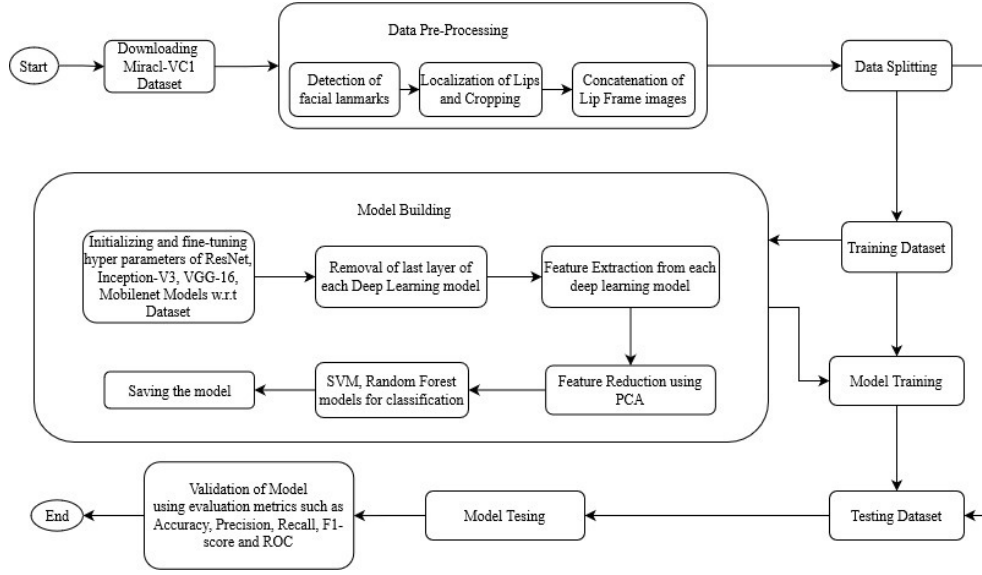 Start
Downloading
Miracl-VC1
Dataset
Data Pre-Processing
Detection of
facial lanmarks
Localization of Lips
and Cropping
Concatenation of
Lip Frame images
Data Splitting
Model Building
Initializing and fine-tuning
hyper parameters of ResNet,
Inception-V3, VGG-16,
Mobilenet Models w.r.t
Dataset
Removal of last layer of
each Deep Learning model
Feature Extraction from each
deep learning model
Training Dataset
Saving the model
SVM, Random Forest
models for classification
Feature Reduction using
PCA
Model Training
End
Validation of Model
using evaluation metrics such as
Accuracy, Precision, Recall, F1-
score and ROC
Model Tesing
Testing Dataset